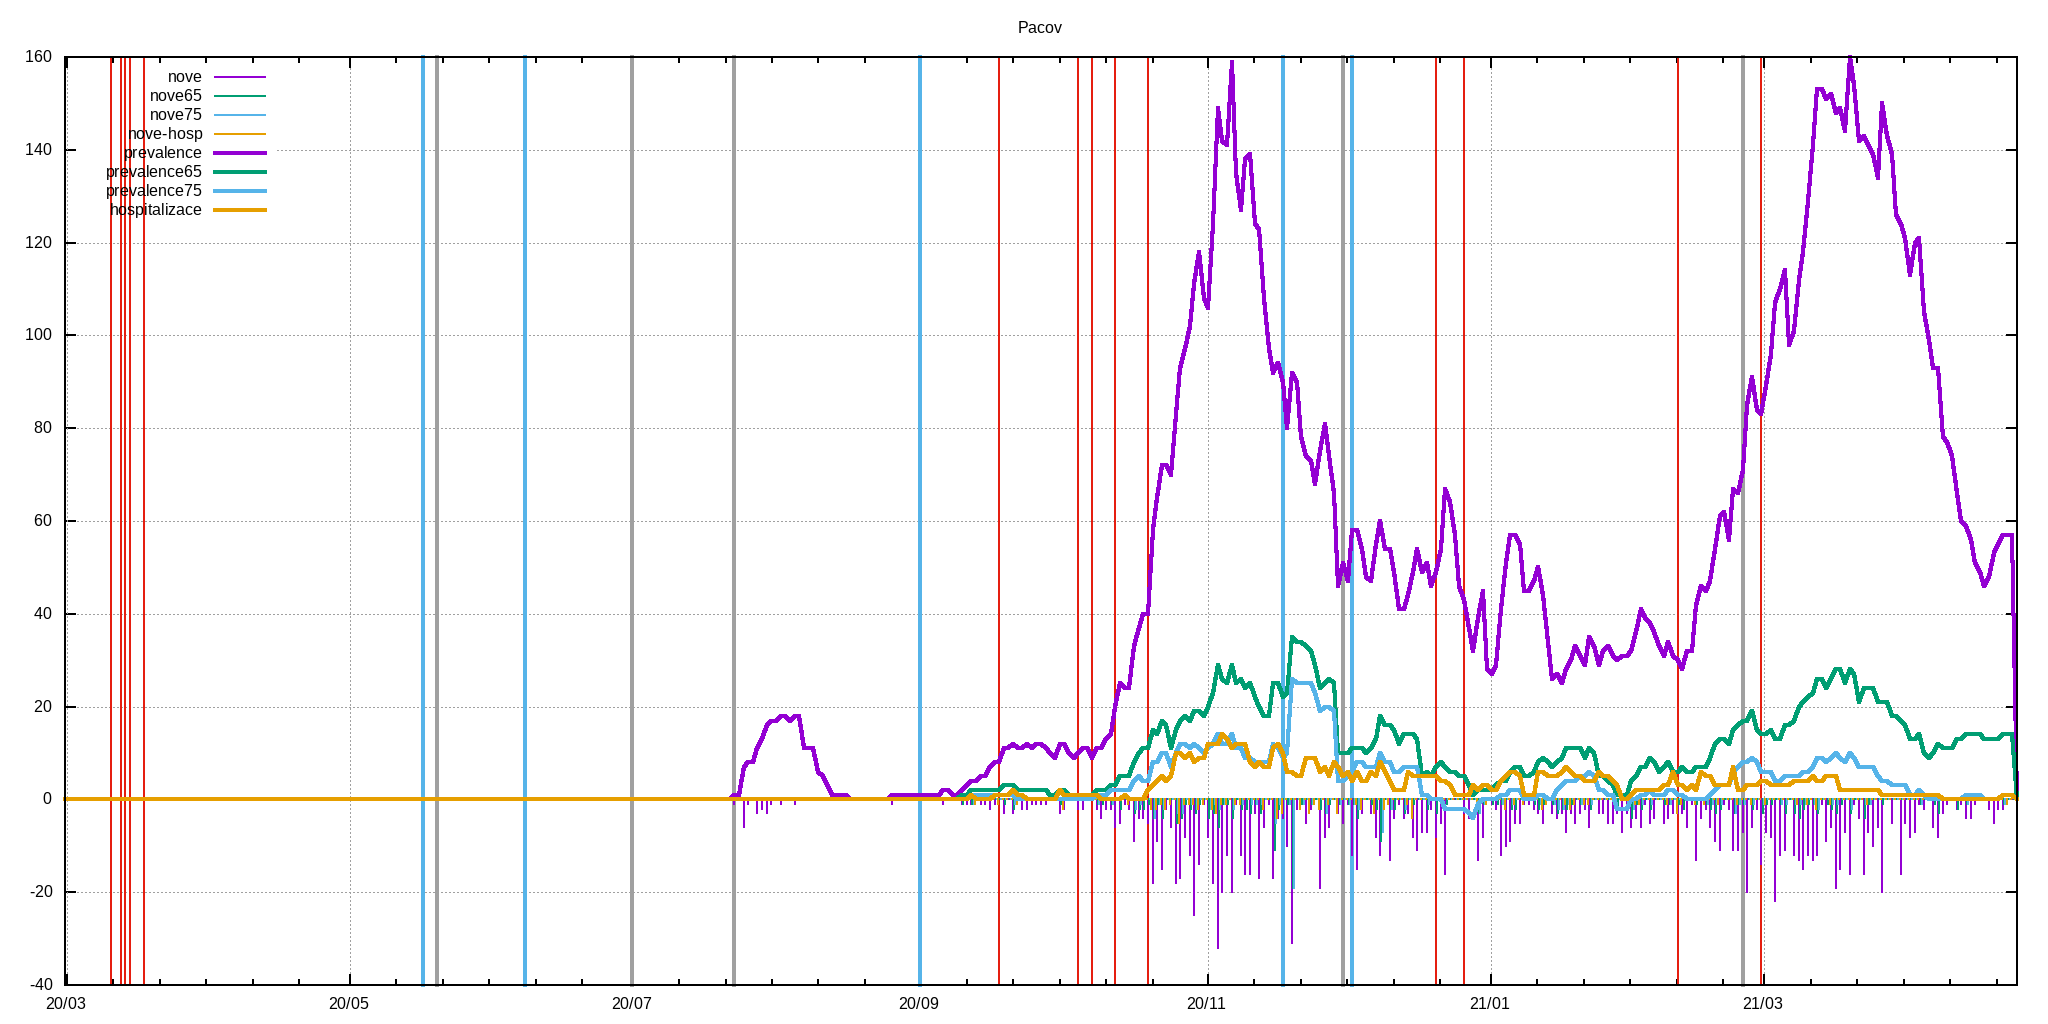 Pacov
160
140
120
100
80
60
40
20
0
-20
-40
nove
nove65
nove75
nove-hosp
prevalence
prevalence65
prevalence75
hospitalizace
20/03 20/05 20/07 20/09 20/11 21/01 21/03